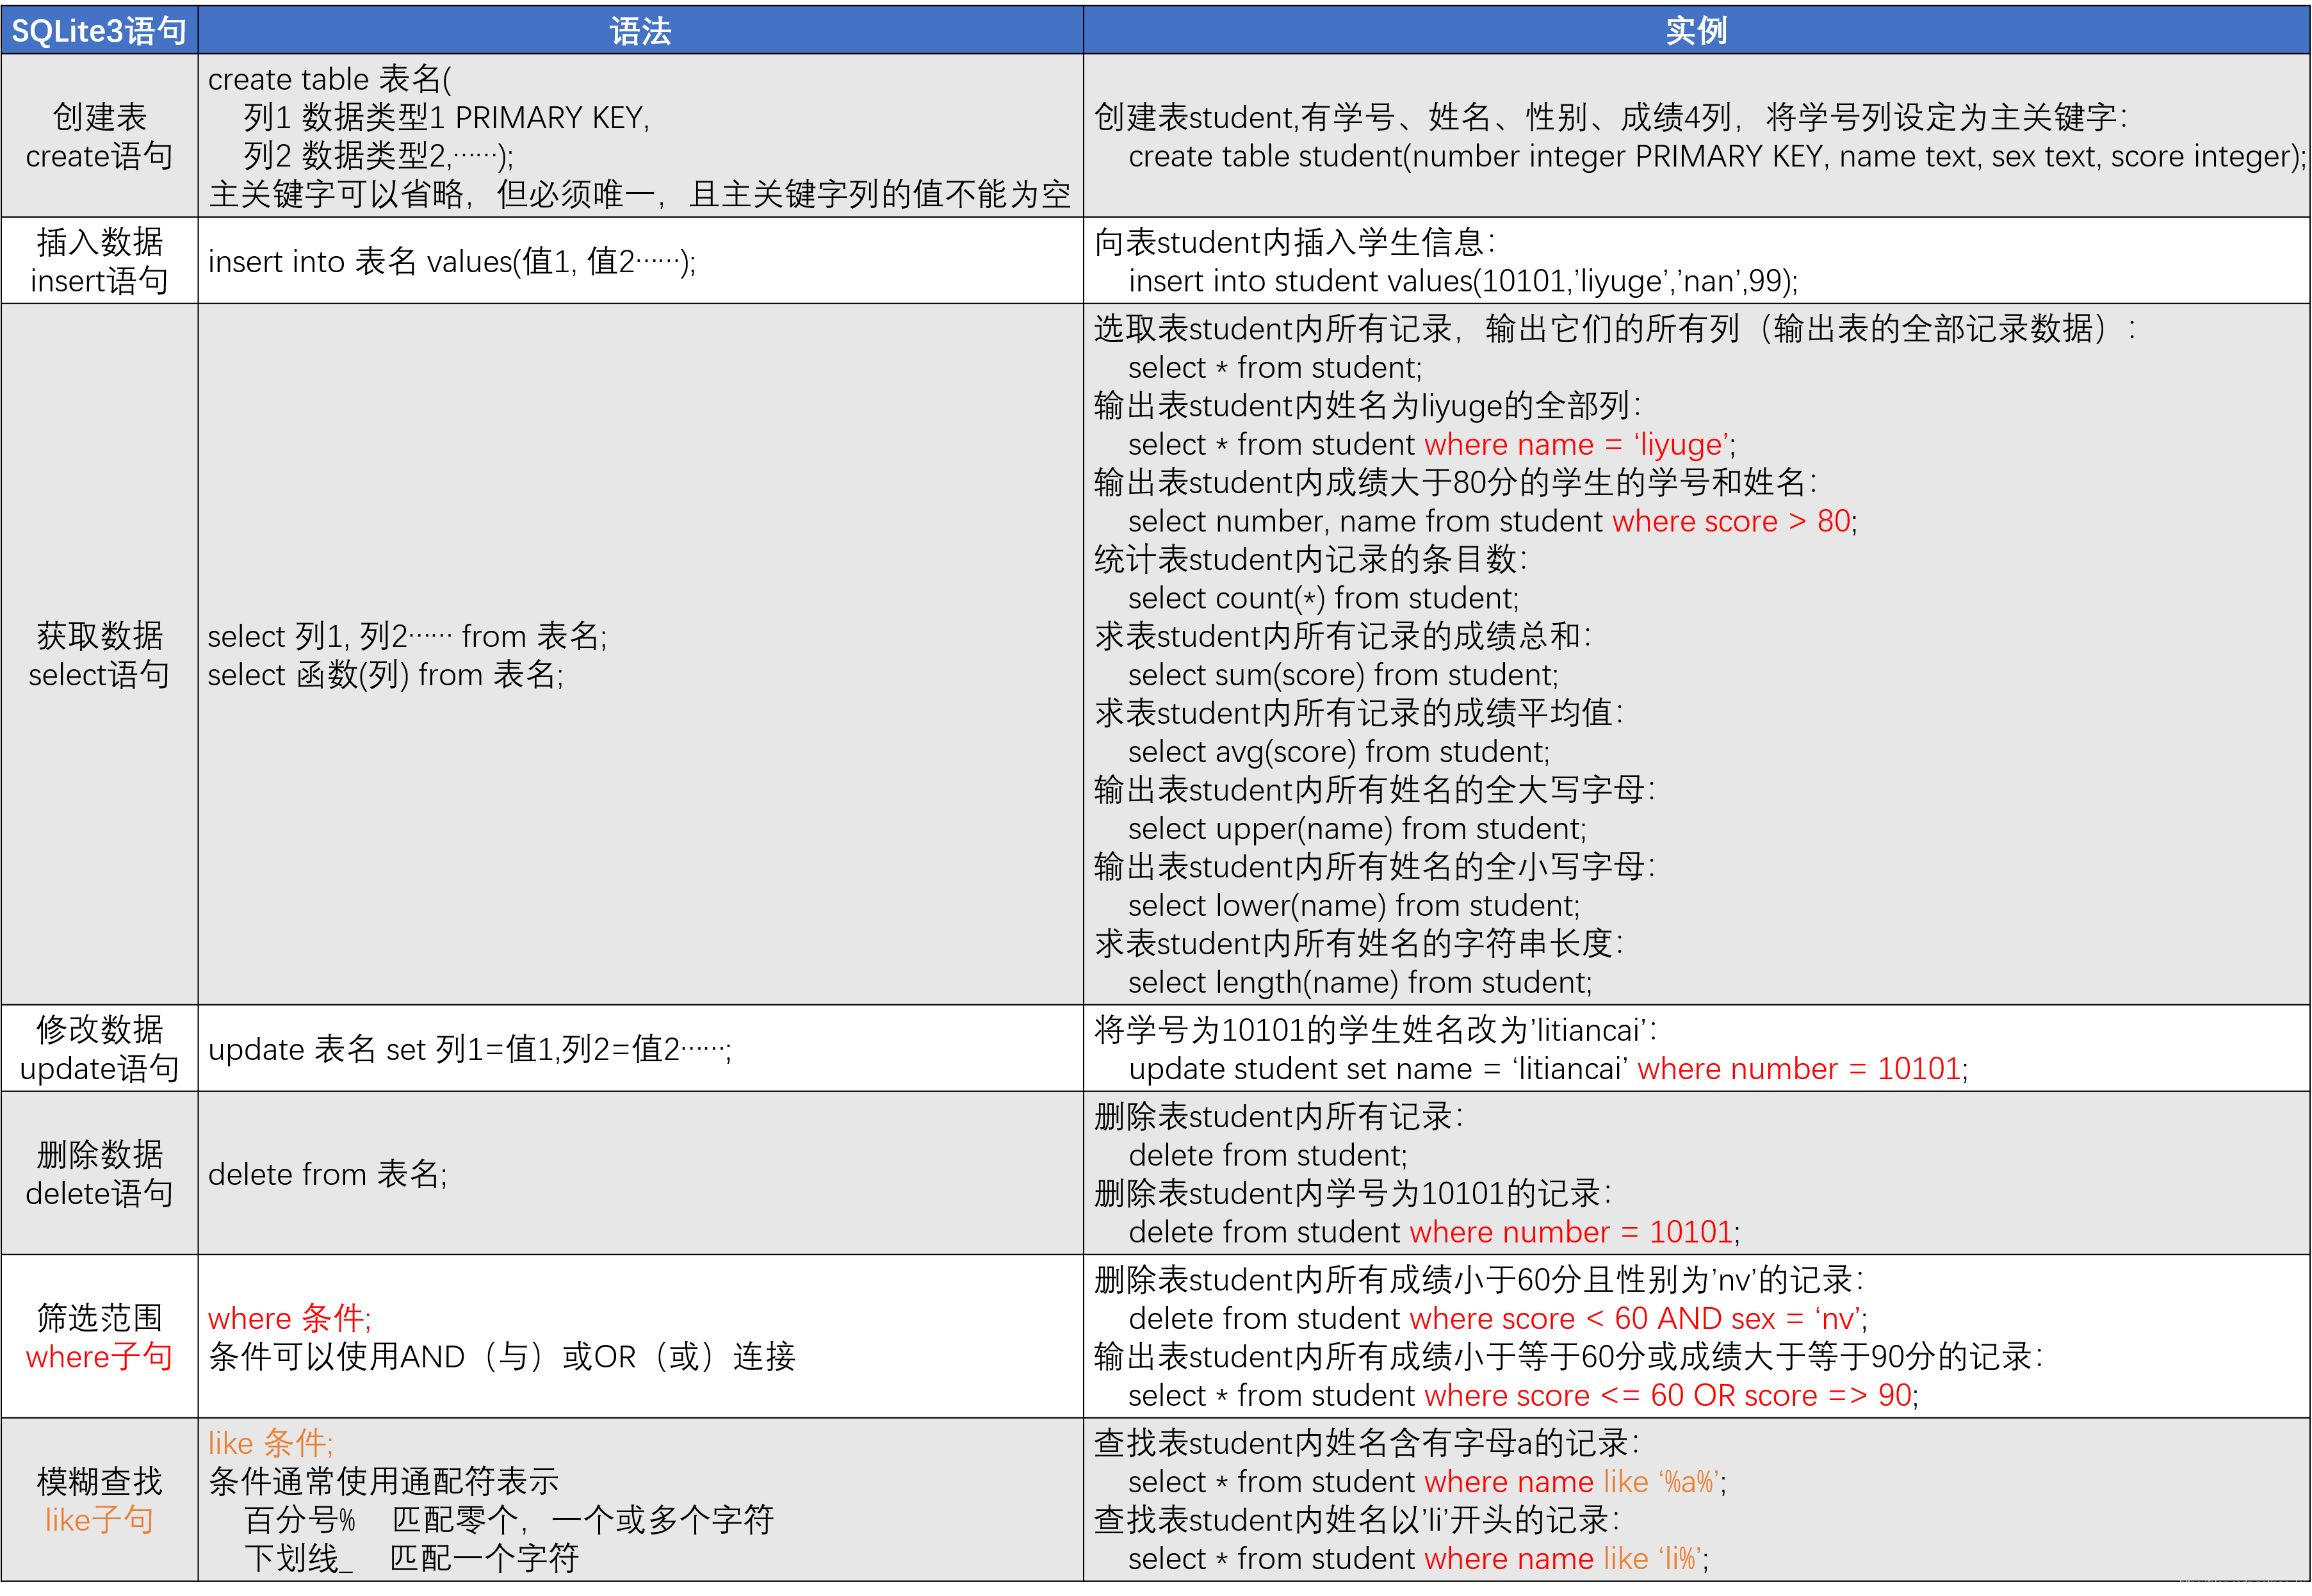 SQLite3语句 语法 实例
创建表
create语句
create table 表名(
列1 数据类型1 PRIMARY KEY,
列2 数据类型2,……);
主关键字可以省略，但必须唯一，且主关键字列的值不能为空
创建表student,有学号、姓名、性别、成绩4列，将学号列设定为主关键字：
create table student(number integer PRIMARY KEY, name text, sex text, score integer);
插入数据
insert语句
insert into 表名 values(值1, 值2……);
向表student内插入学生信息：
insert into student values(10101,’liyuge’,’nan’,99);
获取数据
select语句
select 列1, 列2…… from 表名;
select 函数(列) from 表名;
选取表student内所有记录，输出它们的所有列（输出表的全部记录数据）：
select * from student;
输出表student内姓名为liyuge的全部列：
select * from student where name = ‘liyuge’;
输出表student内成绩大于80分的学生的学号和姓名：
select number, name from student where score > 80;
统计表student内记录的条目数：
select count(*) from student;
求表student内所有记录的成绩总和：
select sum(score) from student;
求表student内所有记录的成绩平均值：
select avg(score) from student;
输出表student内所有姓名的全大写字母：
select upper(name) from student;
输出表student内所有姓名的全小写字母：
select lower(name) from student;
求表student内所有姓名的字符串长度：
select length(name) from student;
修改数据
update语句
update 表名 set 列1=值1,列2=值2……;
将学号为10101的学生姓名改为’litiancai’：
update student set name = ‘litiancai’ where number = 10101;
删除数据
delete语句
delete from 表名;
删除表student内所有记录：
delete from student;
删除表student内学号为10101的记录：
delete from student where number = 10101;
筛选范围
where子句
where 条件;
条件可以使用AND（与）或OR（或）连接
删除表student内所有成绩小于60分且性别为’nv’的记录：
delete from student where score < 60 AND sex = ‘nv’;
输出表student内所有成绩小于等于60分或成绩大于等于90分的记录：
select * from student where score <= 60 OR score => 90;
模糊查找
like子句
like 条件;
条件通常使用通配符表示
百分号% 匹配零个，一个或多个字符
下划线_ 匹配一个字符
查找表student内姓名含有字母a的记录：
select * from student where name like ‘%a%’;
查找表student内姓名以’li’开头的记录：
select * from student where name like ‘li%’;